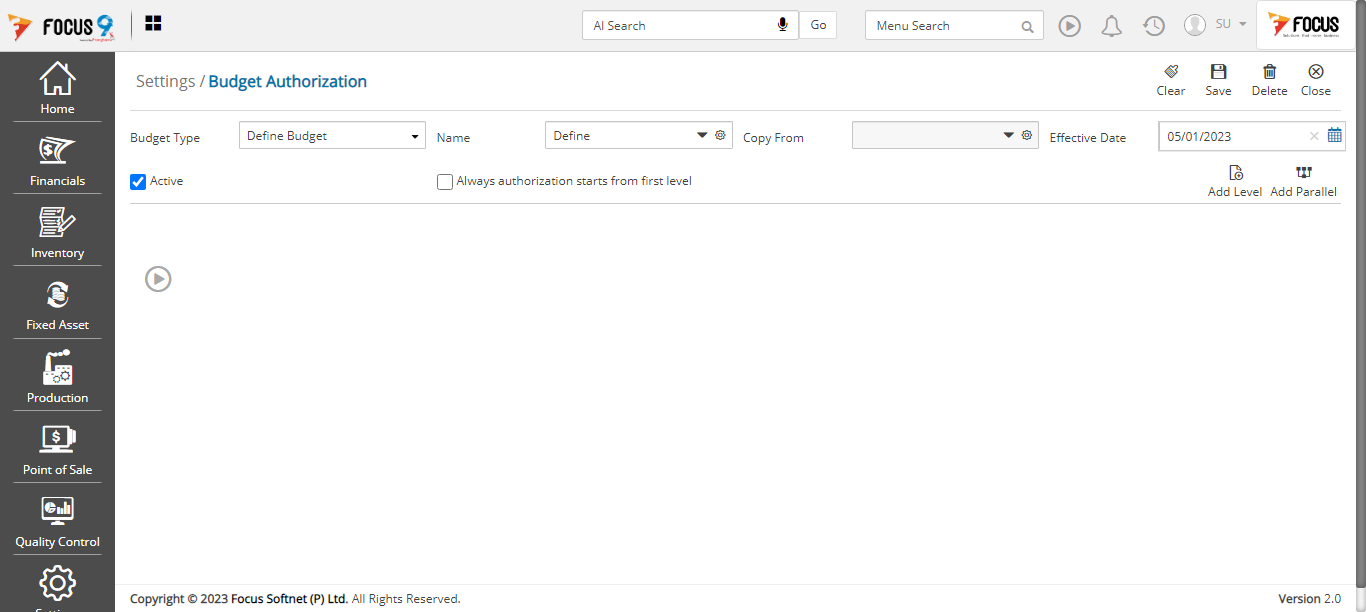 FOCUS 9
AI Search
Go
Menu Search
SU
FOCUS
Home
Financials
Inventory
Fixed Asset
Production
Point of Sale
Quality Control
Settings / Budget Authorization
Clear
Save
Delete
Close
Budget Type
Define Budget
Name
Define
Copy From
Effective Date
05/01/2023
Active
Always authorization starts from first level
Add Level
Add Parallel
Copyright © 2023 Focus Softnet (P) Ltd. All Rights Reserved.
Version 2.0